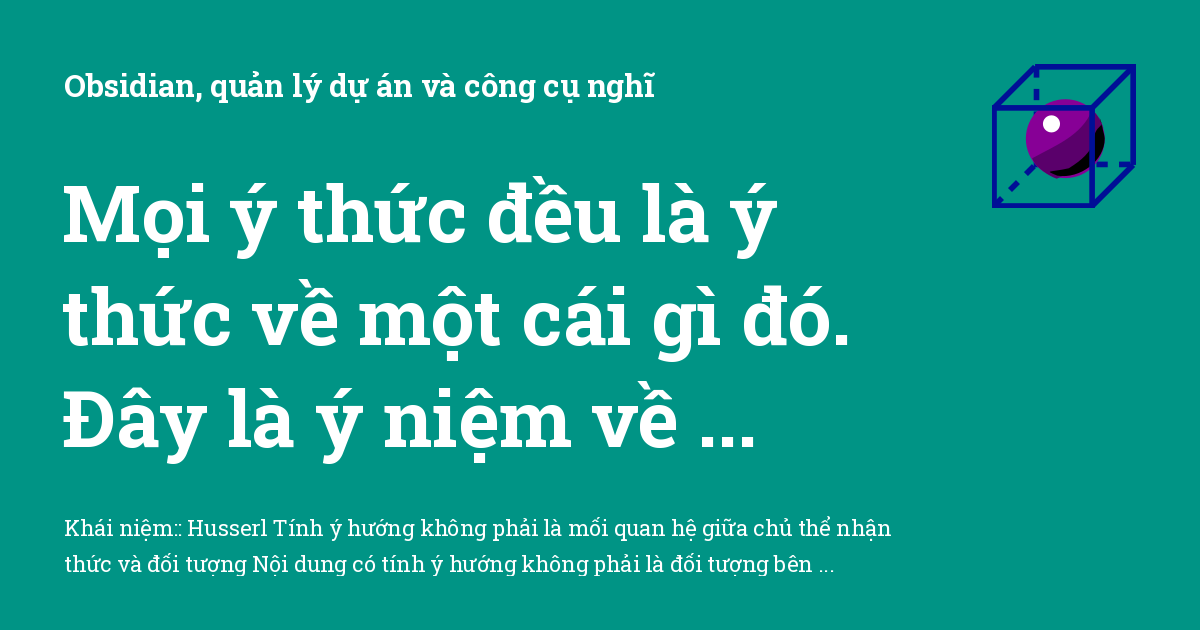 Obsidian, quản lý dự án và công cụ nghĩ
Mọi ý thức đều là ý
thức về một cái gì đó.
Đây là ý niệm về ...
Khái niệm:: Husserl Tính ý hướng không phải là mối quan hệ giữa chủ thể nhận
thức và đối tượng Nội dung có tính ý hướng không phải là đối tượng bên ...